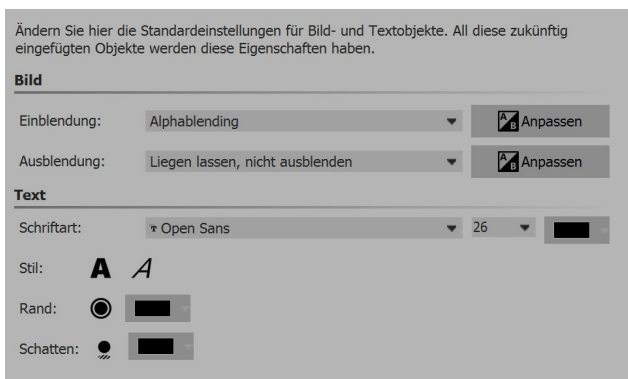 Ändern Sie hier die Standardeinstellungen für Bild- und Textobjekte. All diese zukünftig
eingefügten Objekte werden diese Eigenschaften haben.
Bild
Einblendung: Alphablending A B Anpassen
Ausblendung: Liegen lassen, nicht ausblenden A B Anpassen
Text
Schriftart: T Open Sans 26
Stil: A A
Rand:
Schatten: